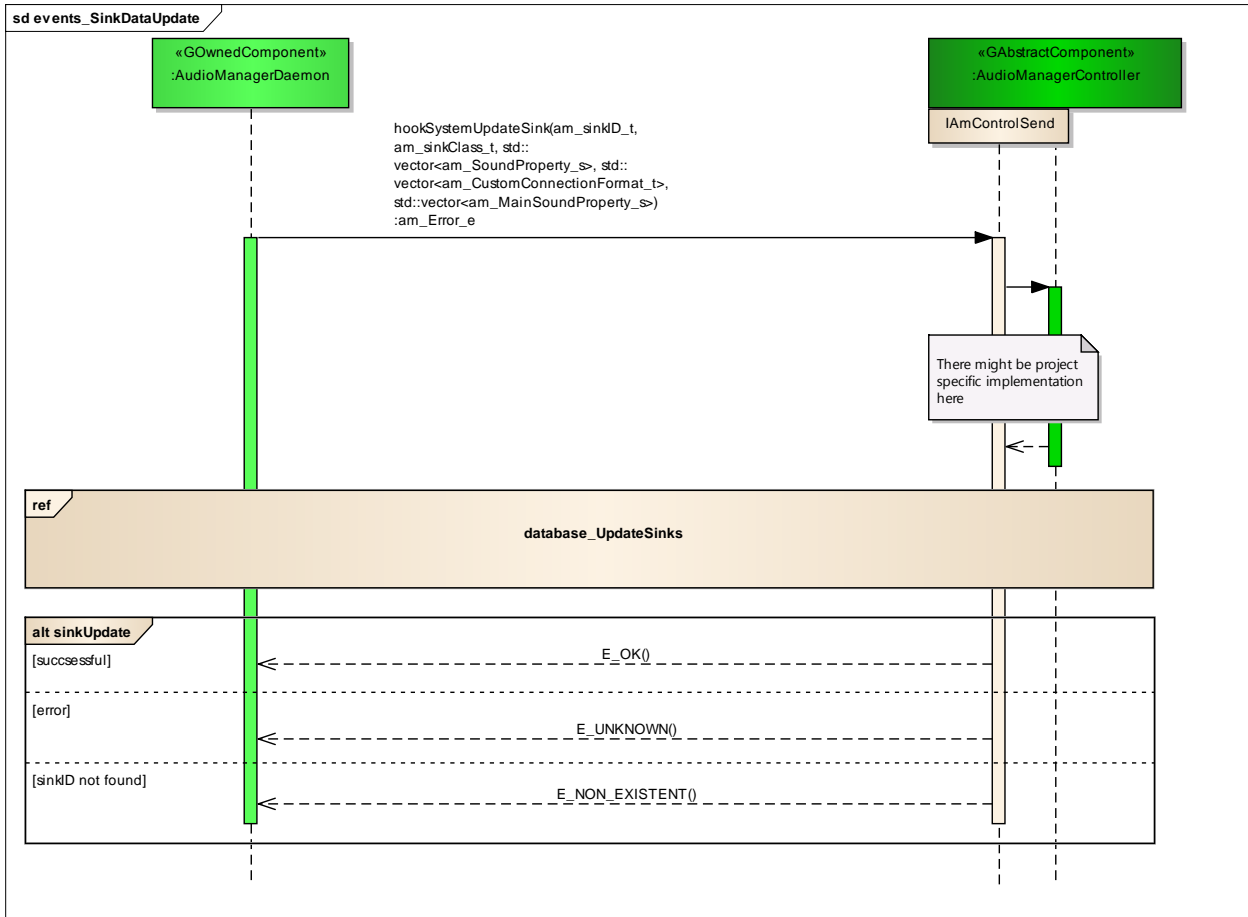 sd events_SinkDataUpdate
«GOwnedComponent»
:AudioManagerDaemon
«GAbstractComponent»
:AudioManagerController
IAmControlSend
hookSystemUpdateSink(am_sinkID_t,
am_sinkClass_t, std::
vector<am_SoundProperty_s>, std::
vector<am_CustomConnectionFormat_t>,
std::vector<am_MainSoundProperty_s>)
:am_Error_e
There might be project
specific implementation
here
ref
database_UpdateSinks
alt sinkUpdate
[succsessful]
E_OK()
[error]
E_UNKNOWN()
[sinkID not found]
E_NON_EXISTENT()